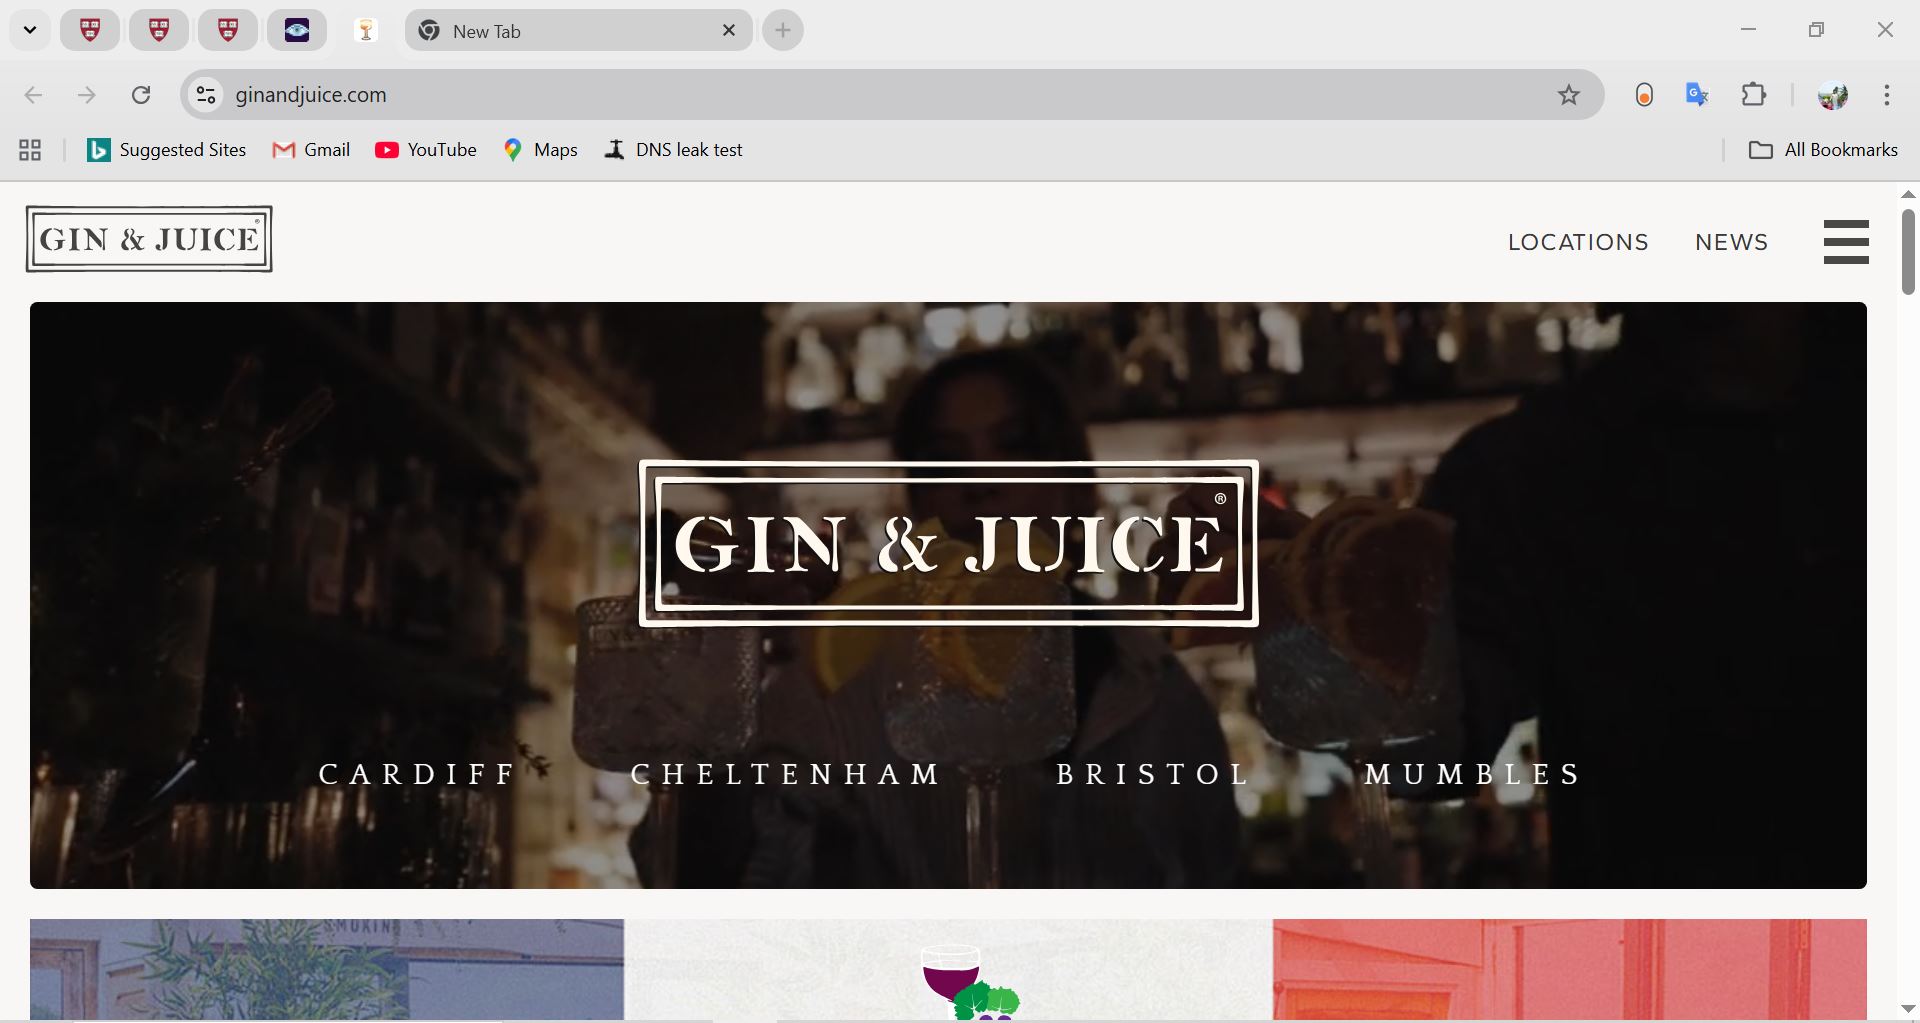 New Tab
ginandjuice.com
Suggested Sites Gmail YouTube Maps DNS leak test All Bookmarks
GIN & JUICE ®
LOCATIONS NEWS
GIN & JUICE ®
CARDIFF CHELTENHAM BRISTOL MUMBLES